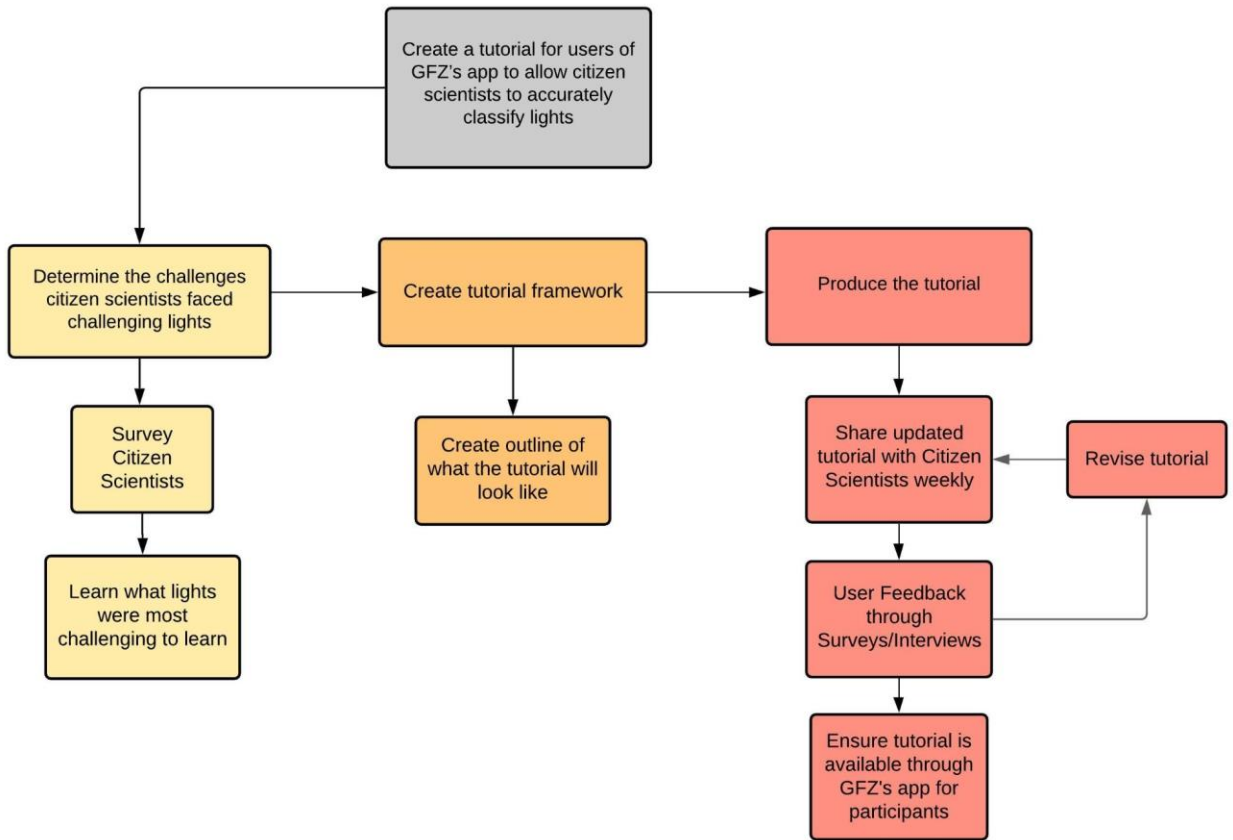 Create a tutorial for users of
GFZ's app to allow citizen
scientists to accurately
classify lights
Determine the challenges
citizen scientists faced
challenging lights
Create tutorial framework
Produce the tutorial
Survey
Citizen
Scientists
Create outline of
what the tutorial will
look like
Share updated
tutorial with Citizen
Scientists weekly
Revise tutorial
Learn what lights
were most
challenging to learn
User Feedback
through
Surveys/Interviews
Ensure tutorial is
available through
GFZ's app for
participants